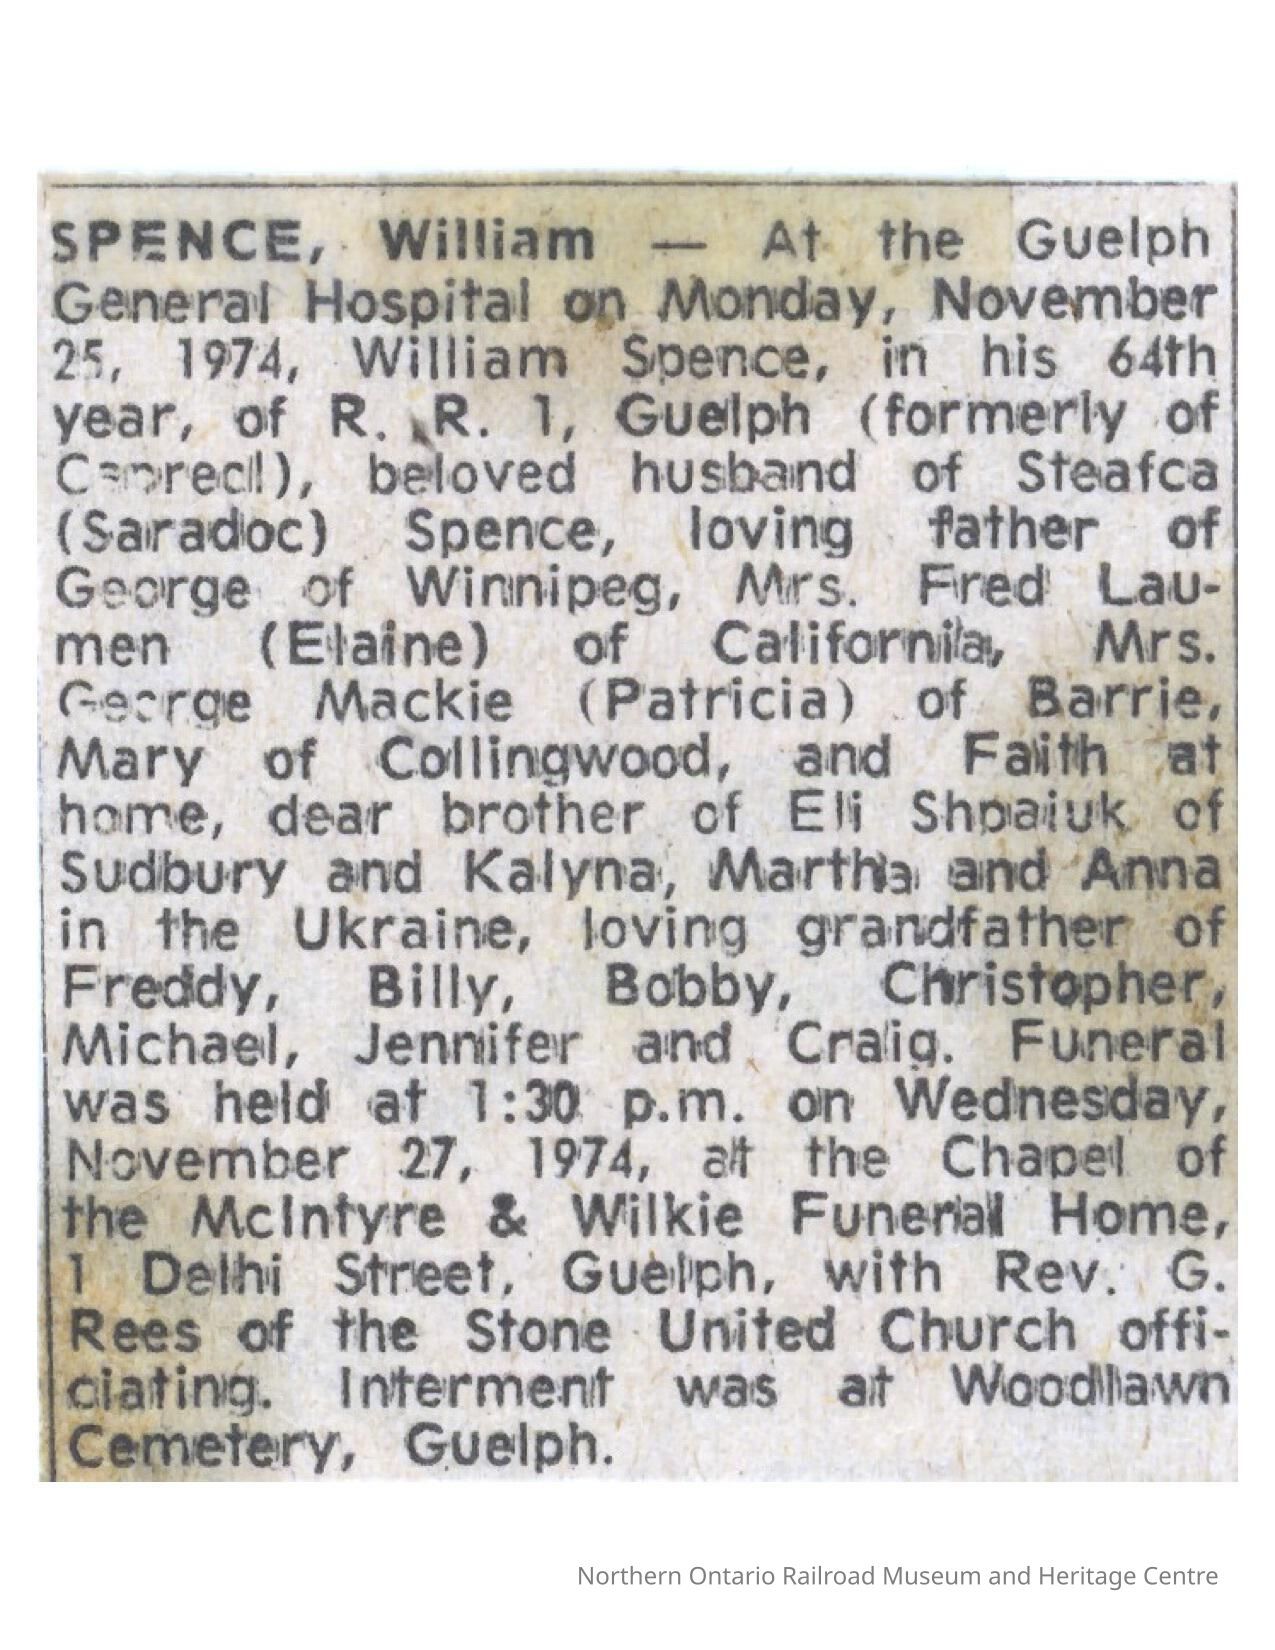 SPENCE, William — At the Guelph
General Hospital on Monday, November
25, 1974, William Spence, in his 64th
year, of R. R. 1, Guelph (formerly of
Capreol), beloved husband of Steafca
(Saradoc) Spence, loving father of
George of Winnipeg, Mrs. Fred Lau-
men (Elaine) of California, Mrs.
George Mackie (Patricia) of Barrie,
Mary of Collingwood, and Faith at
home, dear brother of Eli Shpaiuk of
Sudbury and Kalyna, Martha and Anna
in the Ukraine, loving grandfather of
Freddy, Billy, Bobby, Christopher,
Michael, Jennifer and Craig. Funeral
was held at 1:30 p.m. on Wednesday,
November 27, 1974, at the Chapel of
the McIntyre & Wilkie Funeral Home,
1 Delhi Street, Guelph, with Rev. G.
Rees of the Stone United Church offi-
ciating. Interment was at Woodlawn
Cemetery, Guelph.
Northern Ontario Railroad Museum and Heritage Centre